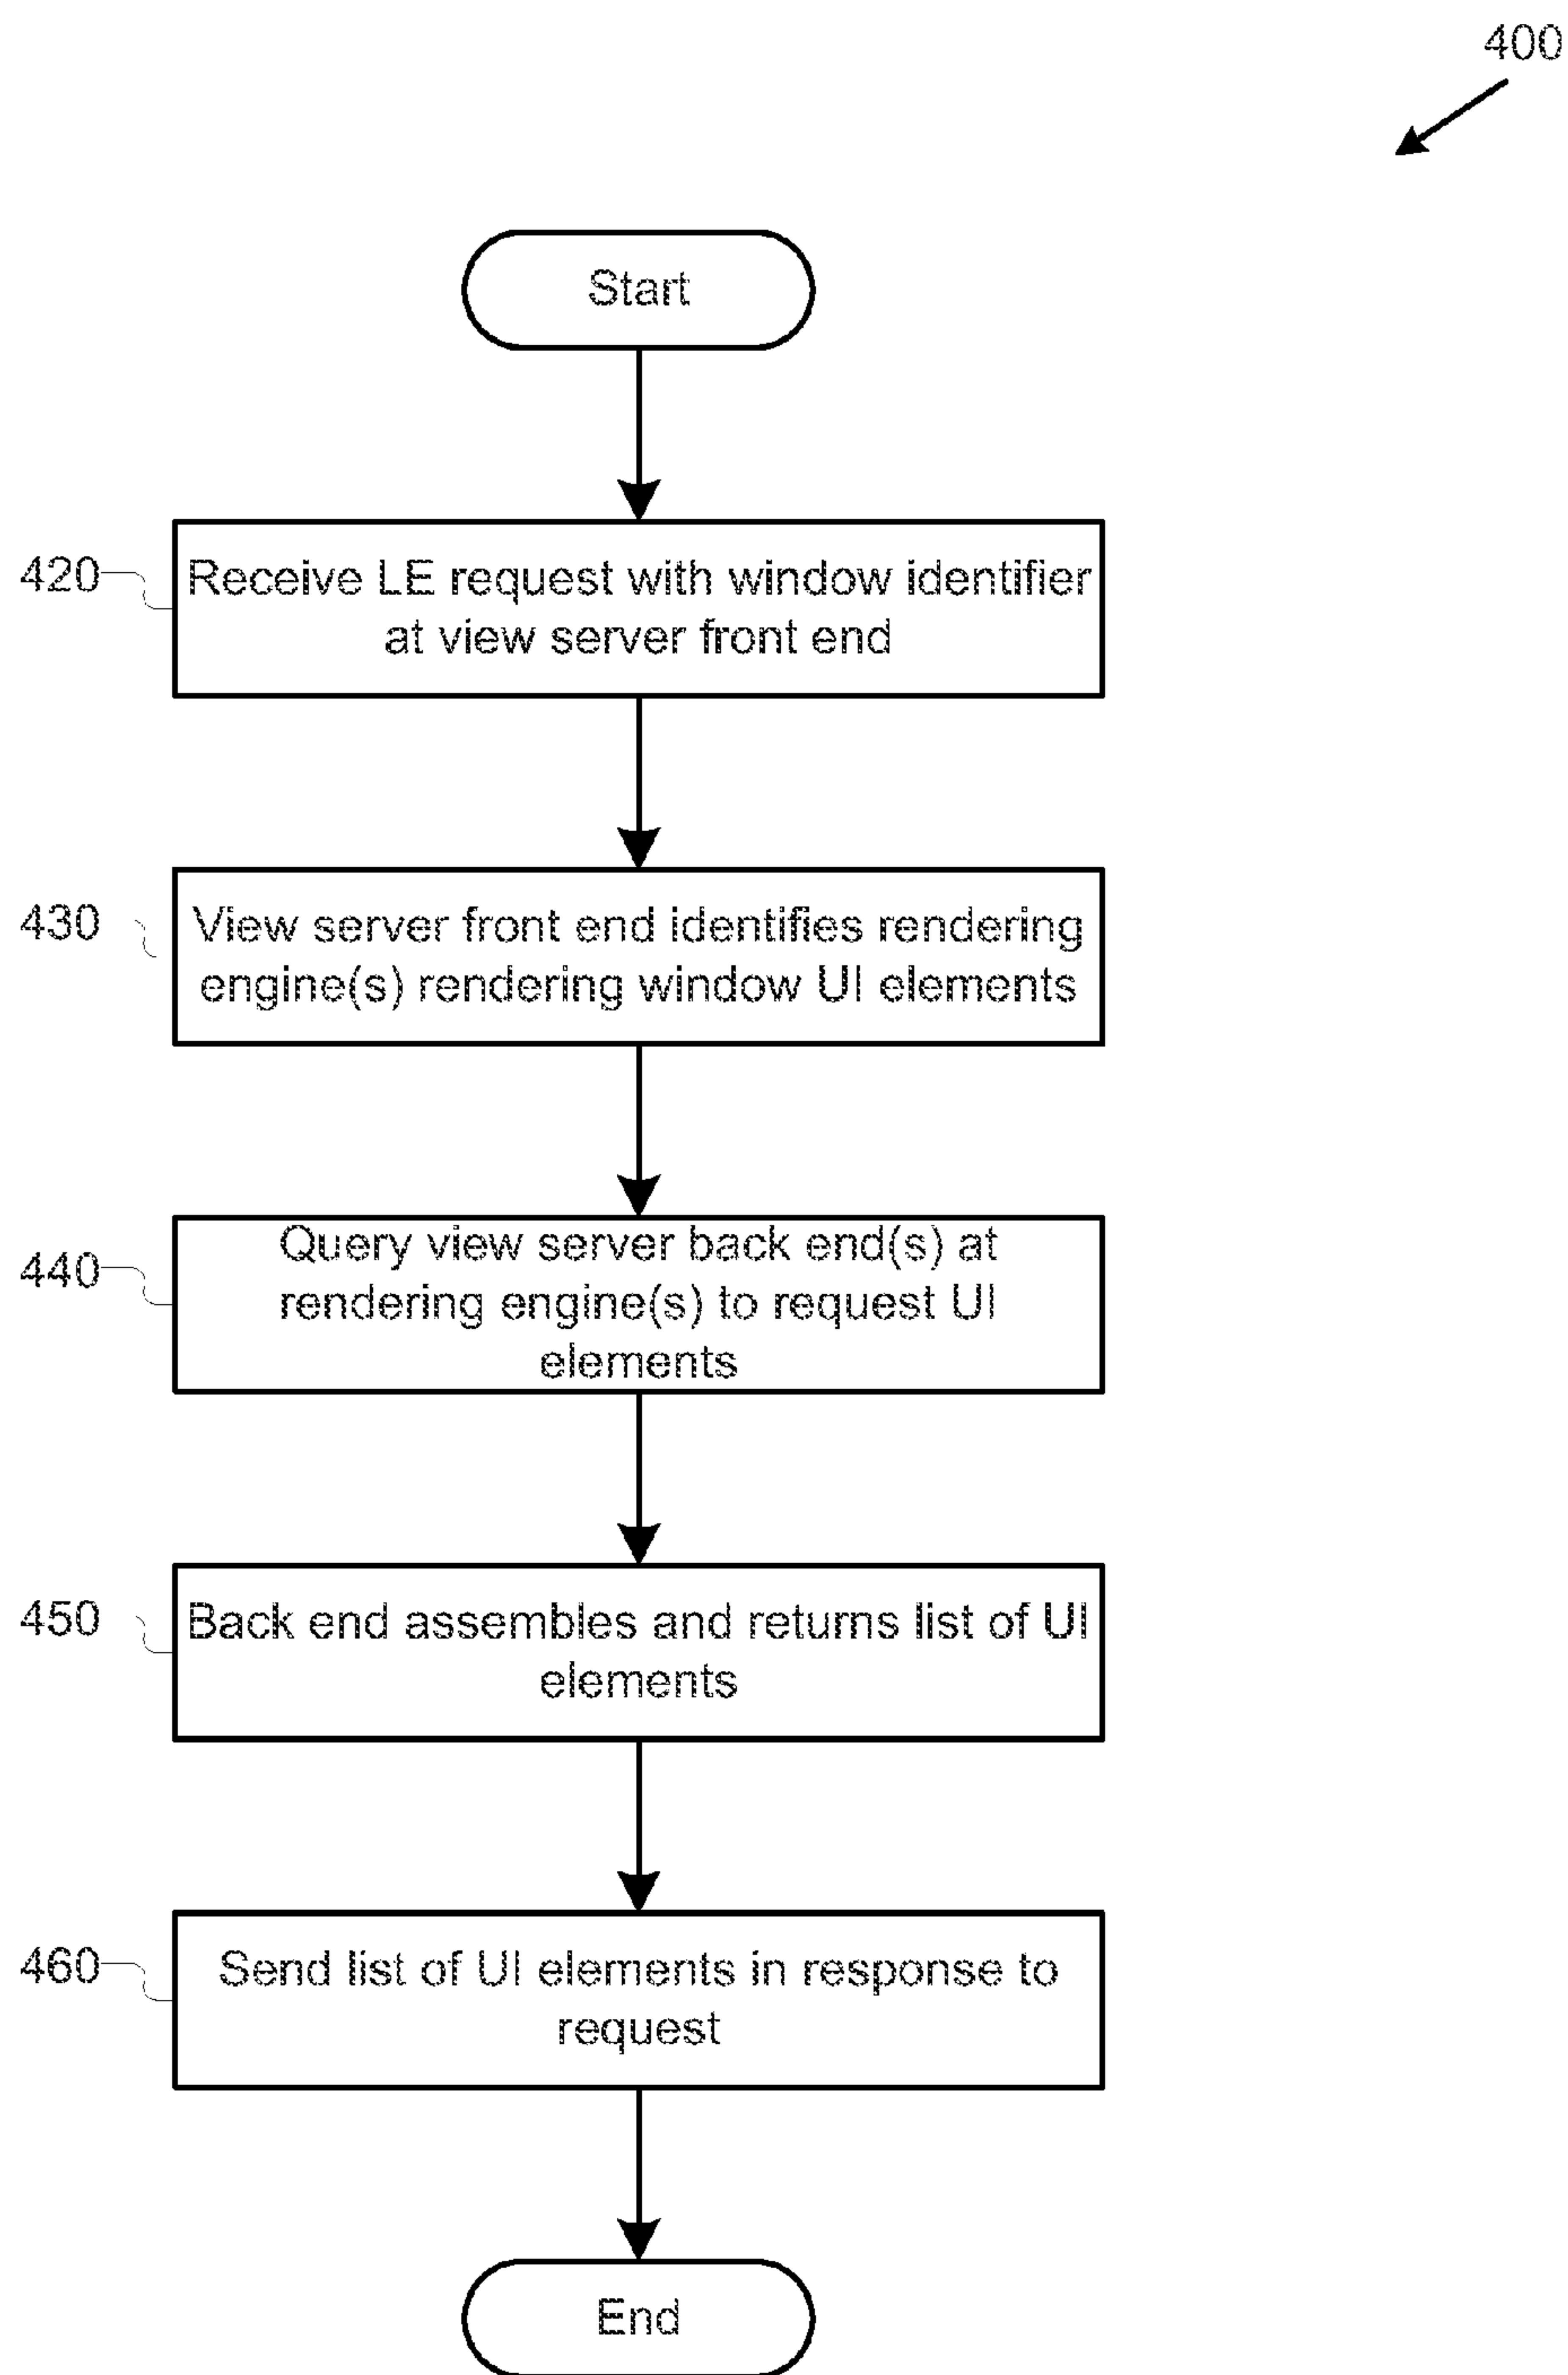 400
Start
420
Receive LE request with window identifier
at view server front end
430
View server front end identifies rendering
engine(s) rendering window UI elements
440
Query view server back end(s) at
rendering engine(s) to request UI
elements
450
Back end assembles and returns list of UI
elements
460
Send list of UI elements in response to
request
End